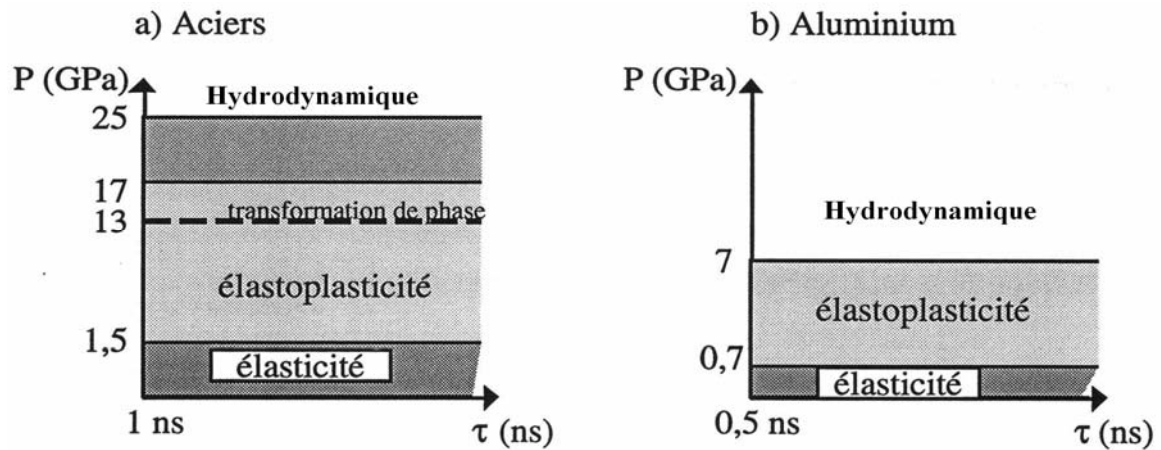 a) Aciers
P (GPa)
Hydrodynamique
25
17
transformation de phase
13
élastoplasticité
1,5
élasticité
1 ns
τ (ns)
b) Aluminium
P (GPa)
Hydrodynamique
7
élastoplasticité
0,7
élasticité
0,5 ns
τ (ns)